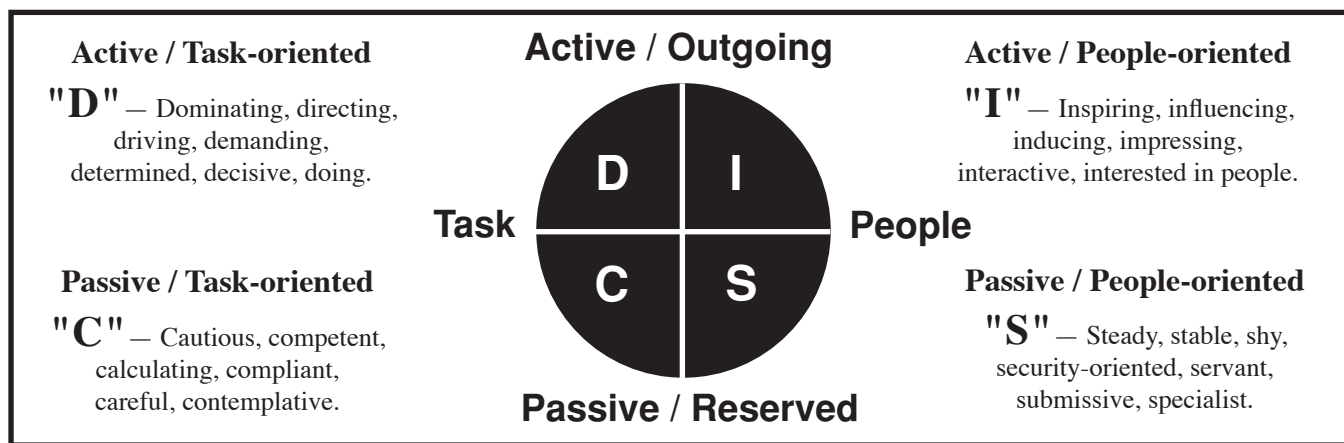 Active / Task-oriented
"D" — Dominating, directing,
driving, demanding,
determined, decisive, doing.
Active / Outgoing
Active / People-oriented
"I" — Inspiring, influencing,
inducing, impressing,
interactive, interested in people.
D
I
Task
People
C
S
Passive / Task-oriented
"C" — Cautious, competent,
calculating, compliant,
careful, contemplative.
Passive / Reserved
Passive / People-oriented
"S" — Steady, stable, shy,
security-oriented, servant,
submissive, specialist.